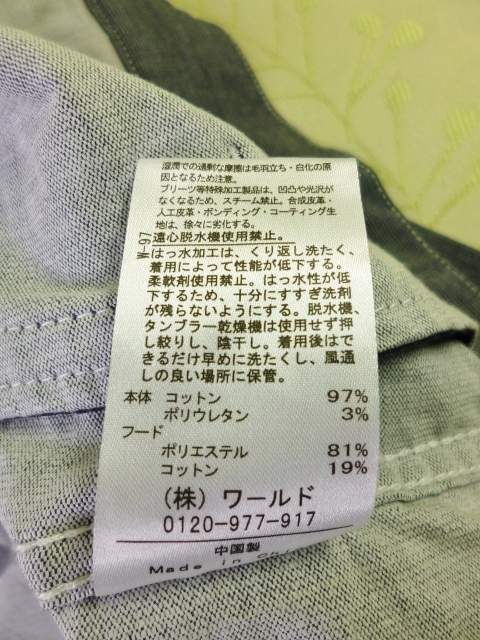 湿潤での過剰な摩擦は毛羽立ち・白化の原
因となるため注意。
プリーツ等特殊加工製品は、凹凸や光沢が
なくなるため、スチーム禁止。合成皮革・
人工皮革・ボンディング・コーティング生
地は、徐々に劣化する。
W-97
遠心脱水機使用禁止。
はっ水加工は、くり返し洗たく、
着用によって性能が低下する。
柔軟剤使用禁止。はっ水性が低
下するため、十分にすすぎ洗剤
が残らないようにする。脱水機、
タンブラー乾燥機は使用せず押
し絞りし、陰干し。着用後はで
きるだけ早めに洗たくし、風通
しの良い場所に保管。
本体 コットン 97%
ポリウレタン 3%
フード
ポリエステル 81%
コットン 19%
(株) ワールド
0120-977-917
中国製
Made in